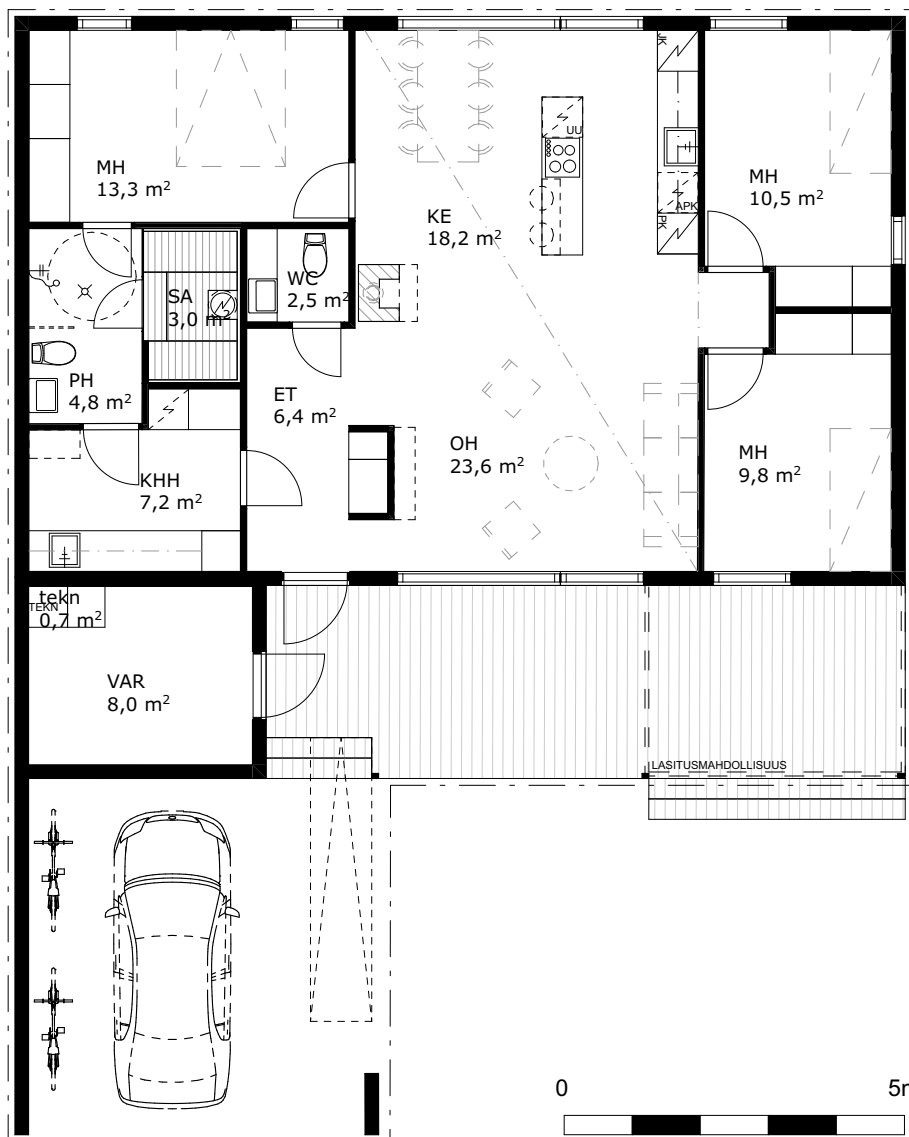 JK
MH
13,3 m²
UU
MH
10,5 m²
APK
PK
KE
18,2 m²
WC
2,5 m²
SA
3,0 m²
PH
4,8 m²
ET
6,4 m²
OH
23,6 m²
MH
9,8 m²
KHH
7,2 m²
tekn
TEKN
0,7 m²
VAR
8,0 m²
LASITUSMAHDOLLISUUS
0
5m